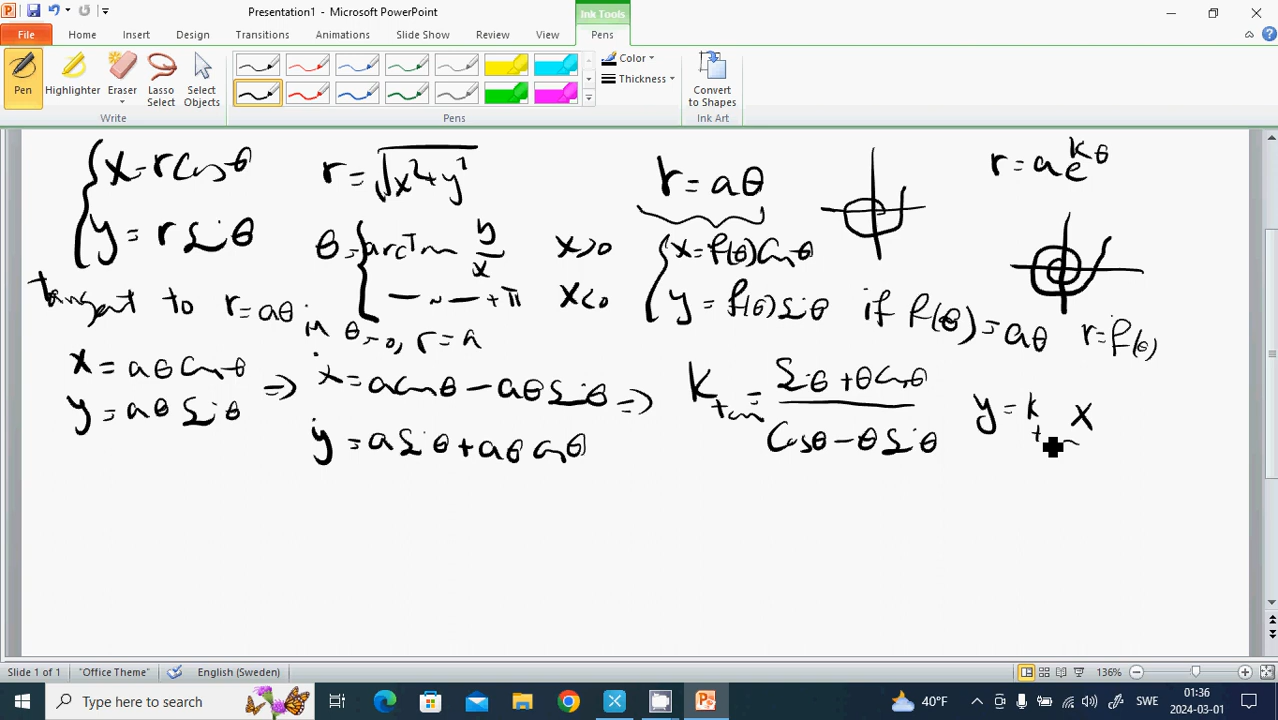 Presentation1 - Microsoft PowerPoint
Ink Tools
File Home Insert Design Transitions Animations Slide Show Review View Pens
Pen Highlighter Eraser Lasso Select Select Objects
Color
Thickness
Convert to Shapes
Write Pens Ink Art
x = r cos θ
y = r sin θ
r = √x²+y²
θ = { arctan y/x x>0
— ~ — + π x<0
r = aθ
{ x = f(θ) cos θ
y = f(θ) sin θ if f(θ) = aθ r = f(θ)
r = a e^kθ
tangent to r = aθ in θ=0, r=a
x = aθ cos θ
y = aθ sin θ
=> ẋ = a cos θ − aθ sin θ =>
ẏ = a sin θ + aθ cos θ
k tan = sin θ + θ cos θ / cos θ − θ sin θ
y = k tan x
Slide 1 of 1 "Office Theme" English (Sweden) 136%
Type here to search 40°F SWE 01:36
2024-03-01